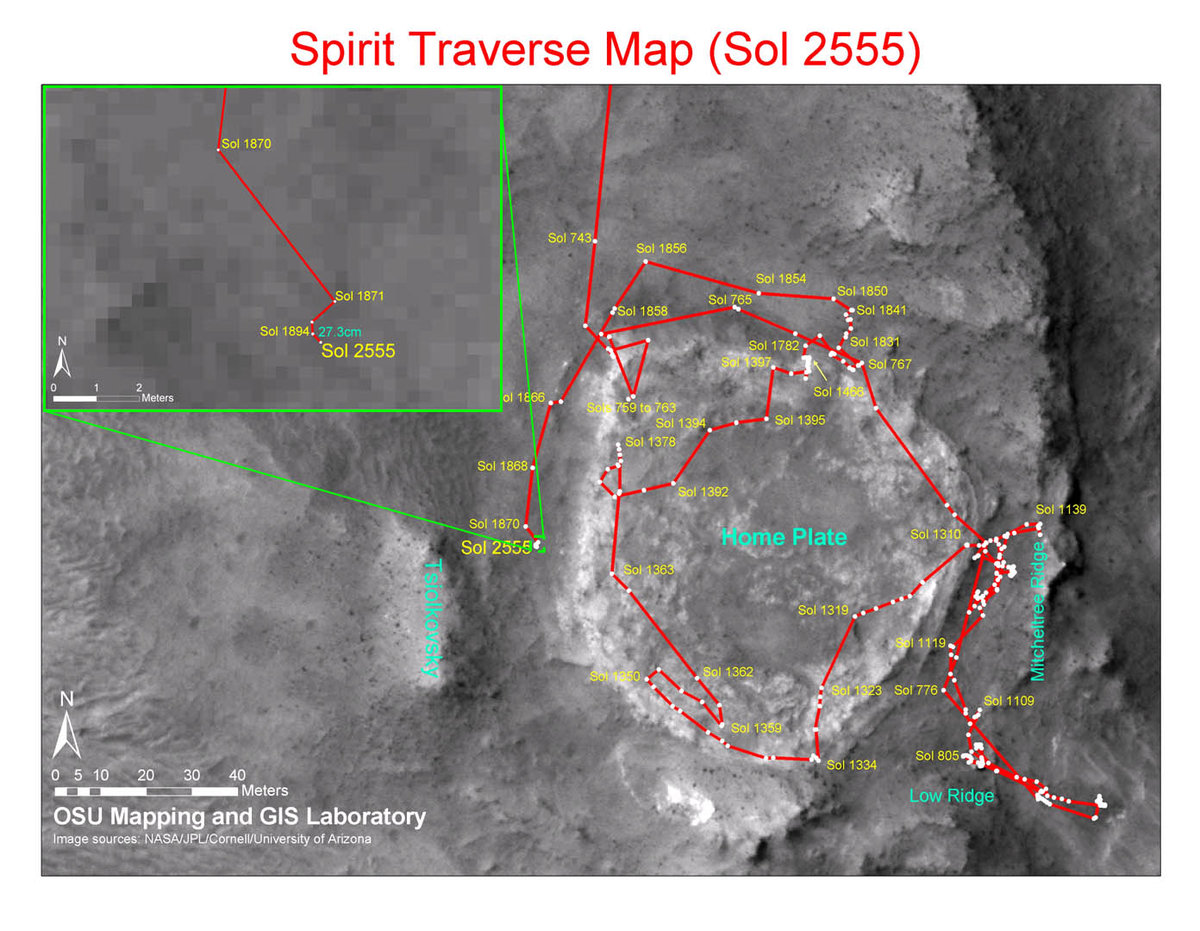 Spirit Traverse Map (Sol 2555)
Sol 1870
Sol 1871
Sol 1894
27.3cm
Sol 2555
N
0 1 2
Meters
Sol 743
Sol 1856
Sol 1854
Sol 1850
Sol 765
Sol 1858
Sol 1841
Sol 1831
Sol 1782
Sol 1397
Sol 767
Sol 1466
ol 1866
Sols 759 to 763
Sol 1394
Sol 1395
Sol 1378
Sol 1868
Sol 1392
Sol 1870
Sol 2555
Home Plate
Sol 1139
Sol 1310
Tsiolkovsky
Sol 1363
Mitcheltree Ridge
Sol 1319
Sol 1119
Sol 1350
Sol 1362
Sol 1323
Sol 776
Sol 1109
Sol 1359
Sol 1334
Sol 805
Low Ridge
N
0 5 10 20 30 40
Meters
OSU Mapping and GIS Laboratory
Image sources: NASA/JPL/Cornell/University of Arizona